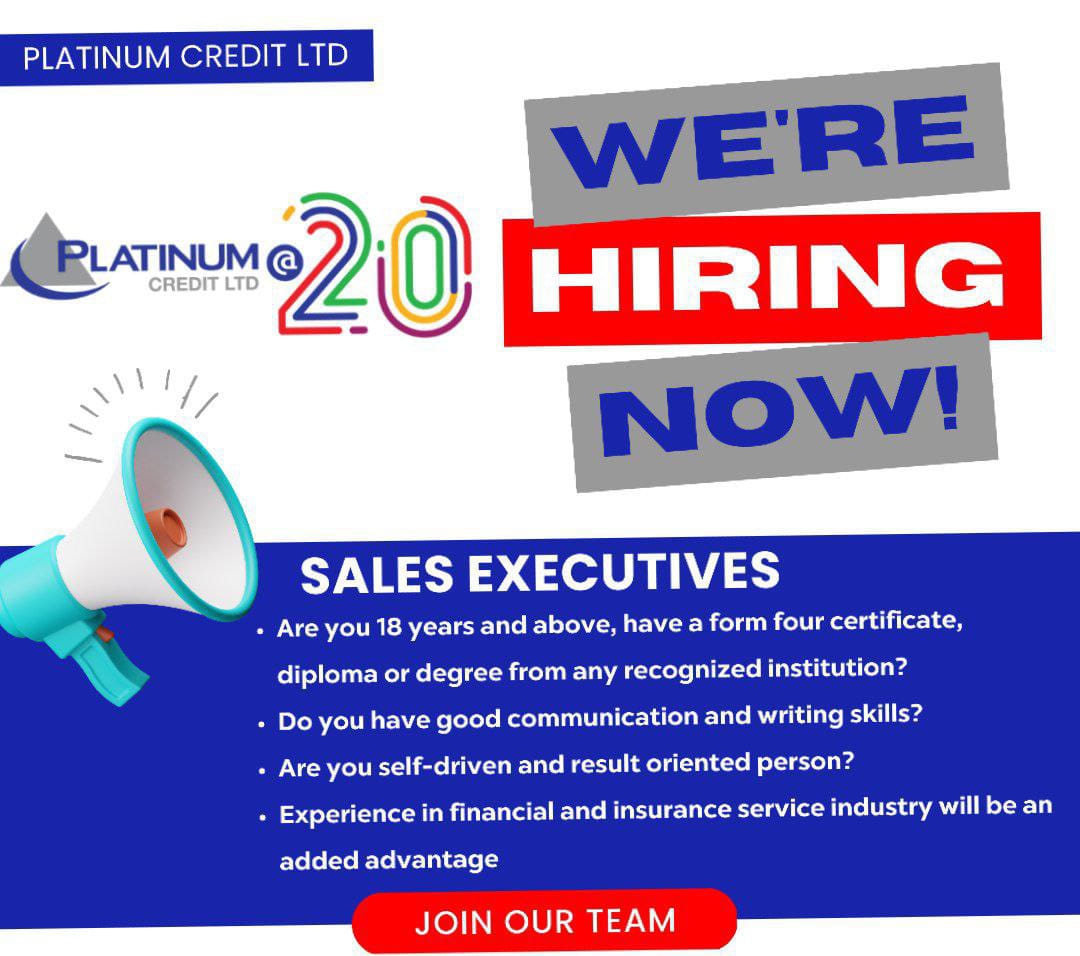 PLATINUM CREDIT LTD
WE'RE
HIRING
NOW!
PLATINUM @ 20
CREDIT LTD
SALES EXECUTIVES
• Are you 18 years and above, have a form four certificate,
diploma or degree from any recognized institution?
• Do you have good communication and writing skills?
• Are you self-driven and result oriented person?
• Experience in financial and insurance service industry will be an
added advantage
JOIN OUR TEAM